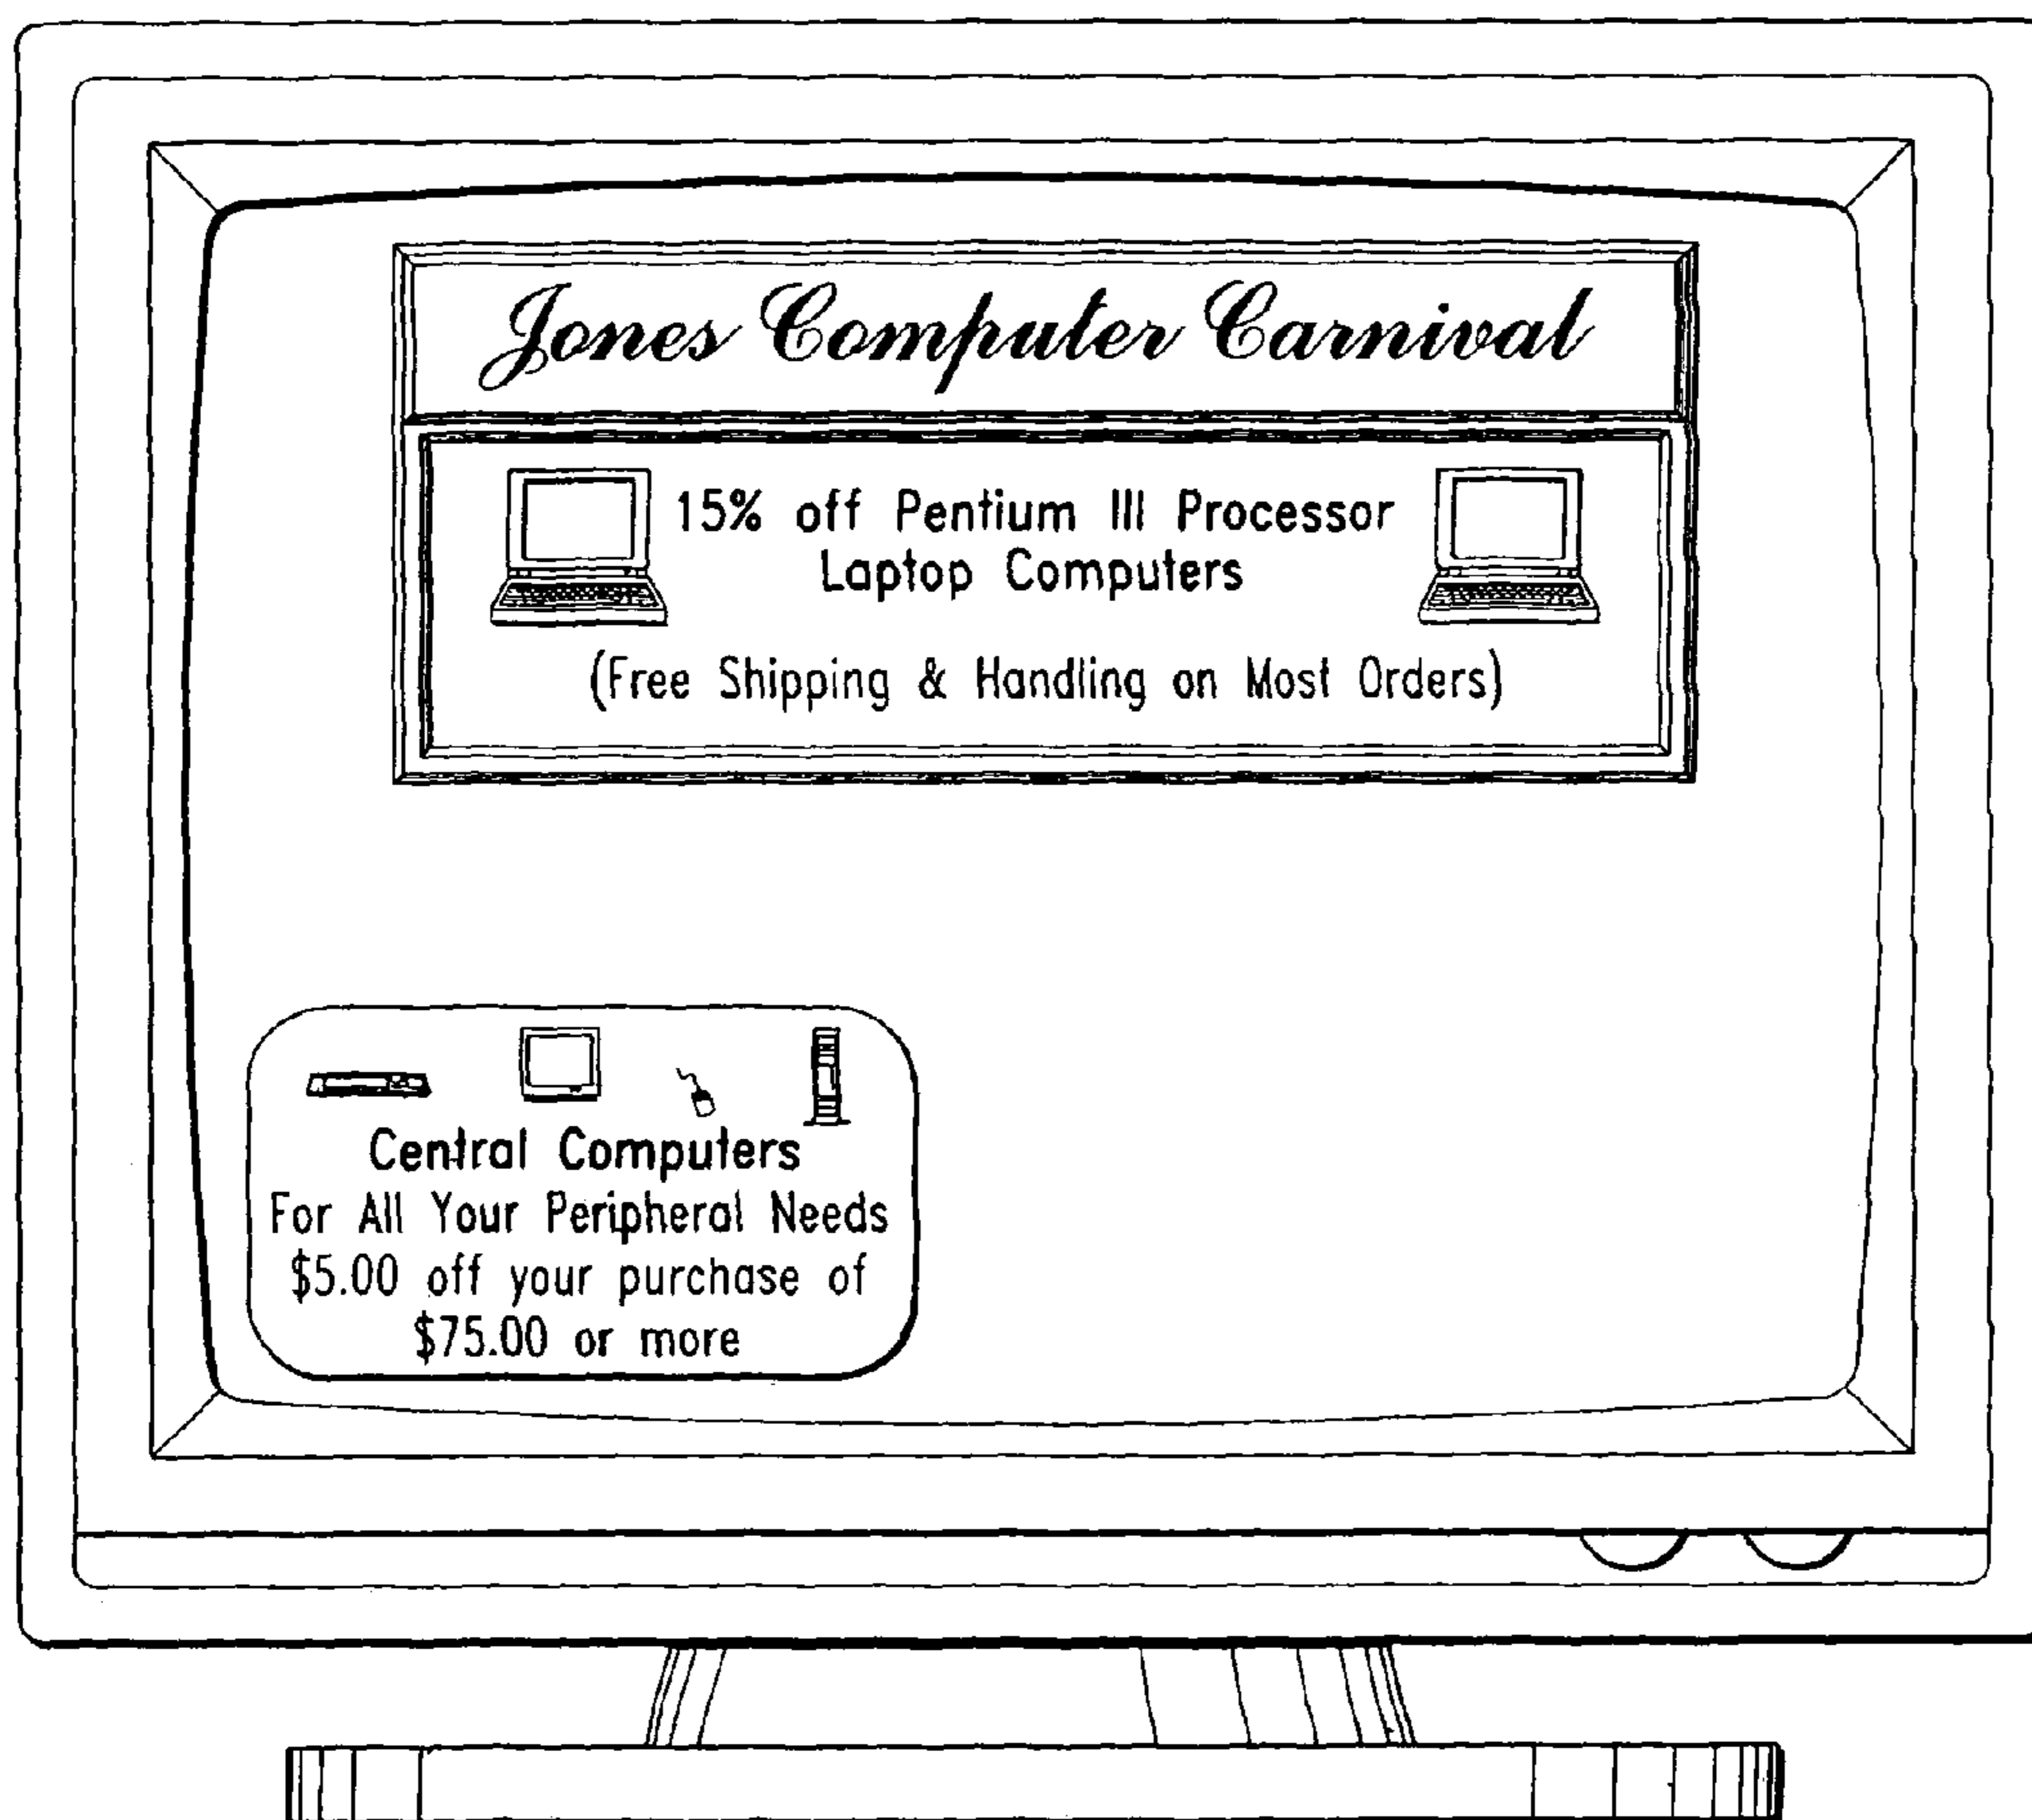 Jones Computer Carnival
15% off Pentium III Processor
Laptop Computers
(Free Shipping & Handling on Most Orders)
Central Computers
For All Your Peripheral Needs
$5.00 off your purchase of
$75.00 or more